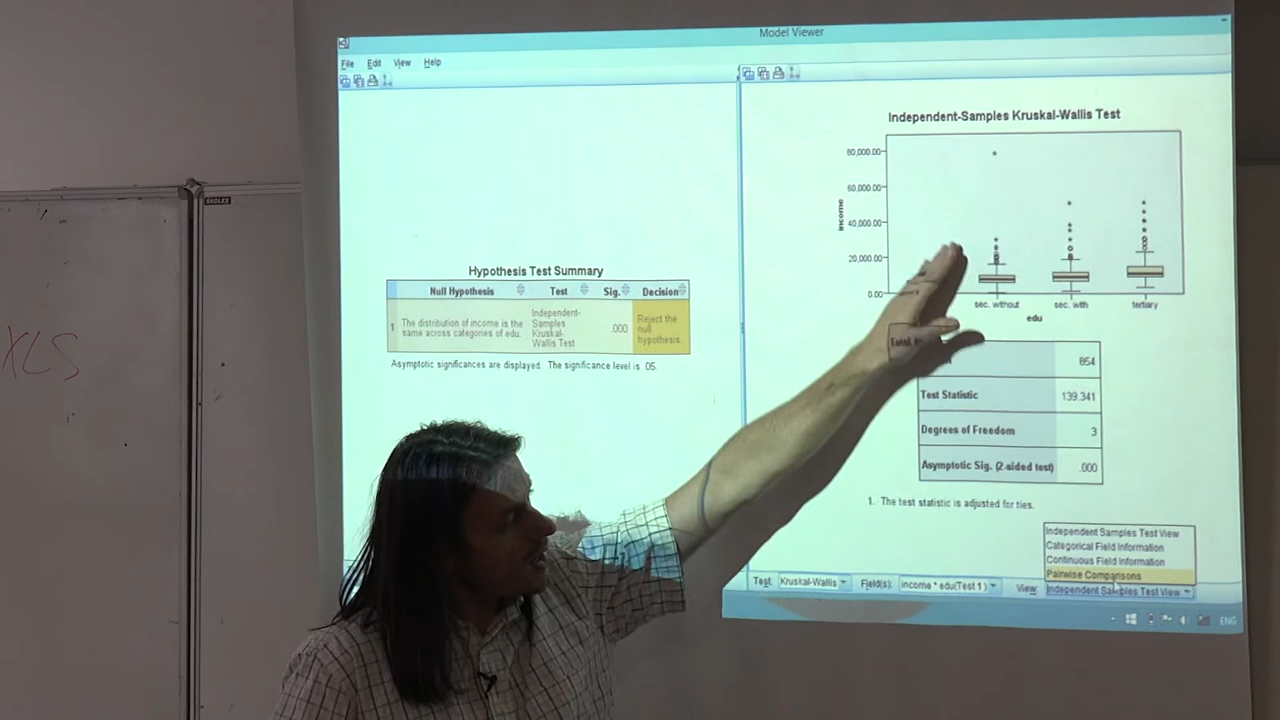 Model Viewer
File Edit View Help
SKOLEX
XLS
Hypothesis Test Summary
Null Hypothesis Test Sig. Decision
1 The distribution of income is the same across categories of edu. Independent-Samples Kruskal-Wallis Test .000 Reject the null hypothesis.
Asymptotic significances are displayed. The significance level is .05.
Independent-Samples Kruskal-Wallis Test
80,000.00
60,000.00
40,000.00
20,000.00
0.00
income
sec. without sec. with tertiary
edu
Total 854
Test Statistic 139.341
Degrees of Freedom 3
Asymptotic Sig. (2-sided test) .000
1. The test statistic is adjusted for ties.
Independent Samples Test View
Categorical Field Information
Continuous Field Information
Pairwise Comparisons
Test: Kruskal-Wallis Field(s): income * edu(Test 1) View: Independent Samples Test View
ENG